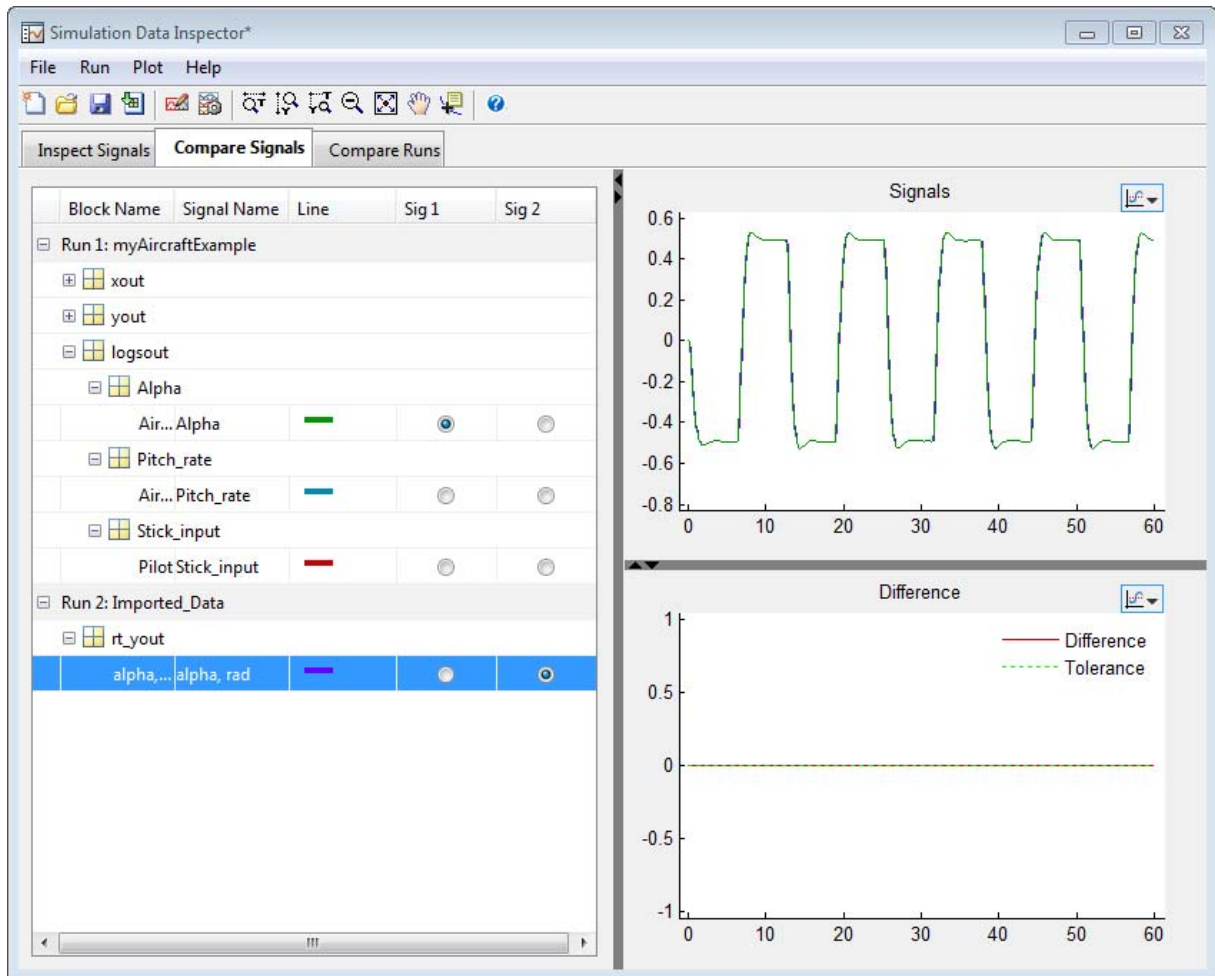 Simulation Data Inspector*
File Run Plot Help
Inspect Signals Compare Signals Compare Runs
Block Name Signal Name Line Sig 1 Sig 2
Run 1: myAircraftExample
xout
yout
logsout
Alpha
Air... Alpha
Pitch_rate
Air... Pitch_rate
Stick_input
Pilot Stick_input
Run 2: Imported_Data
rt_yout
alpha,... alpha, rad
Signals
0.6
0.4
0.2
0
-0.2
-0.4
-0.6
-0.8
0 10 20 30 40 50 60
Difference
Difference
Tolerance
1
0.5
0
-0.5
-1
0 10 20 30 40 50 60